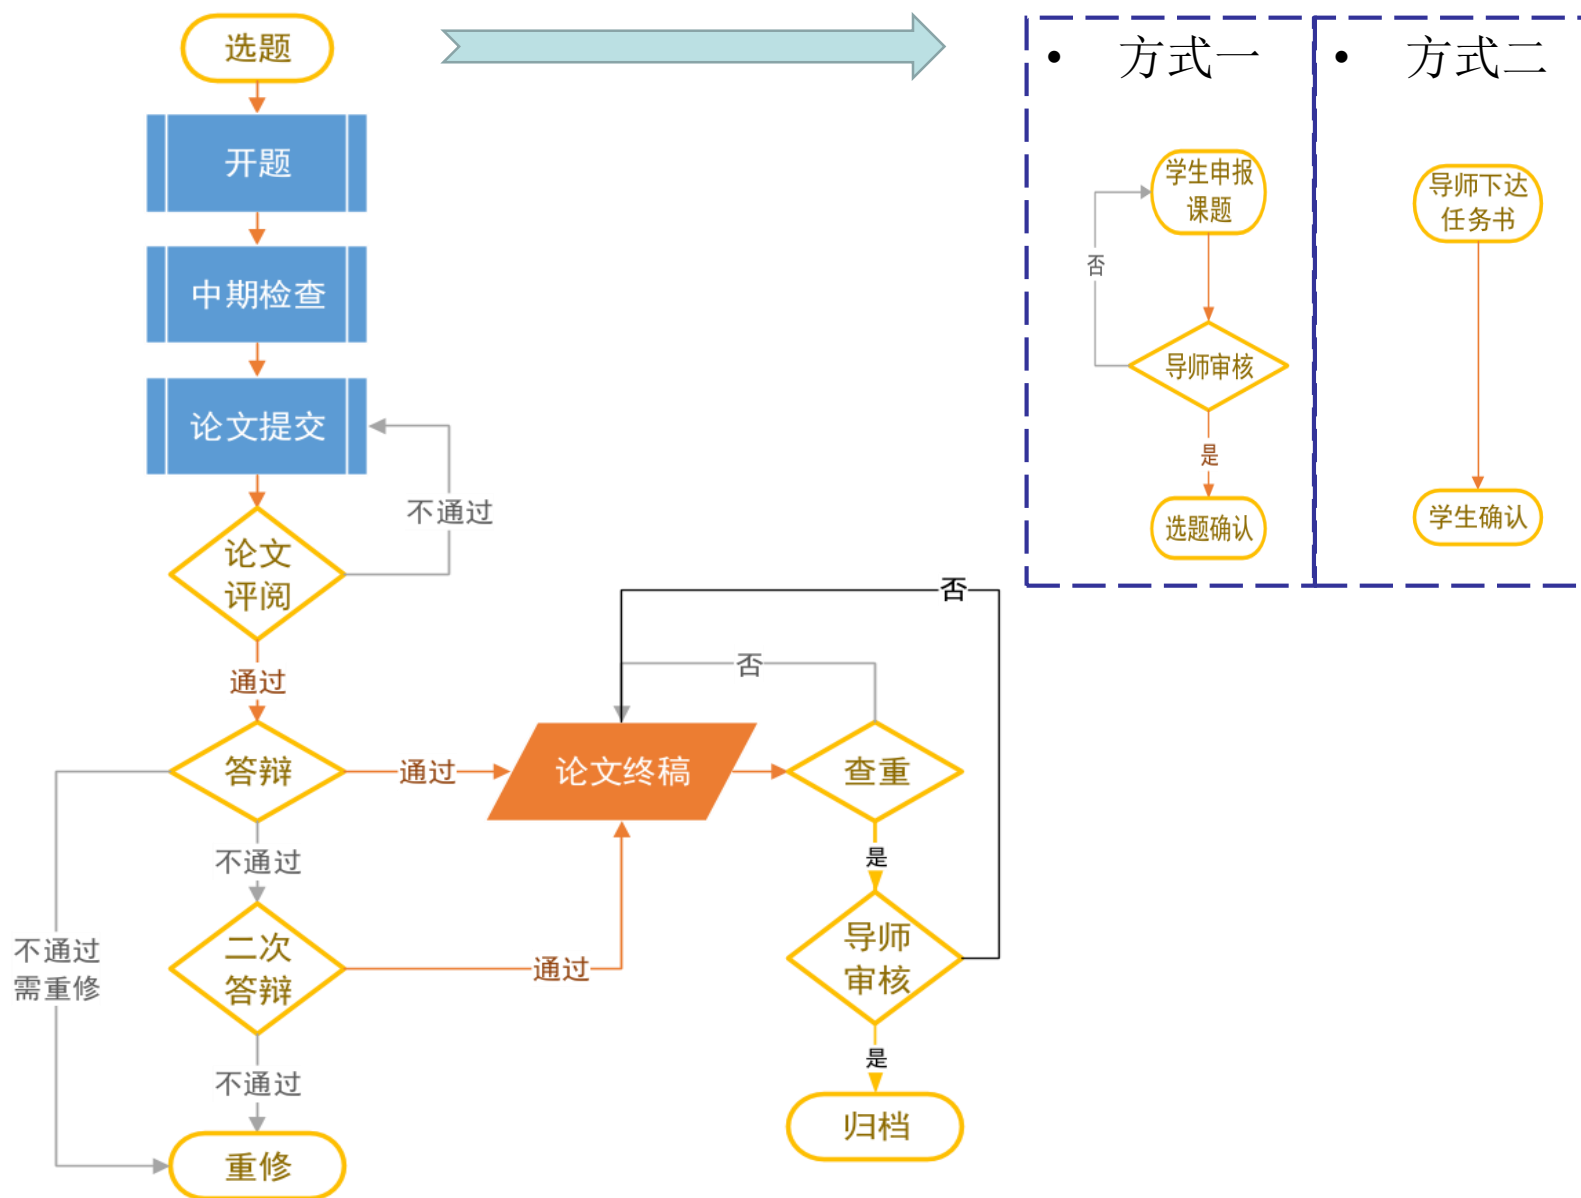 选题
开题
中期检查
论文提交
不通过
论文
评阅
通过
答辩
通过
不通过
不通过
需重修
二次
答辩
通过
不通过
重修
论文终稿
否
否
查重
是
导师
审核
是
归档
• 方式一
学生申报
课题
否
导师审核
是
选题确认
• 方式二
导师下达
任务书
学生确认